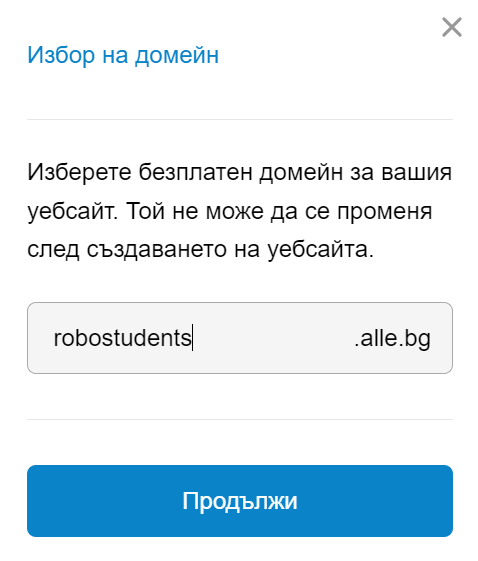 Избор на домейн
Изберете безплатен домейн за вашия
уебсайт. Той не може да се променя
след създаването на уебсайта.
robostudents .alle.bg
Продължи